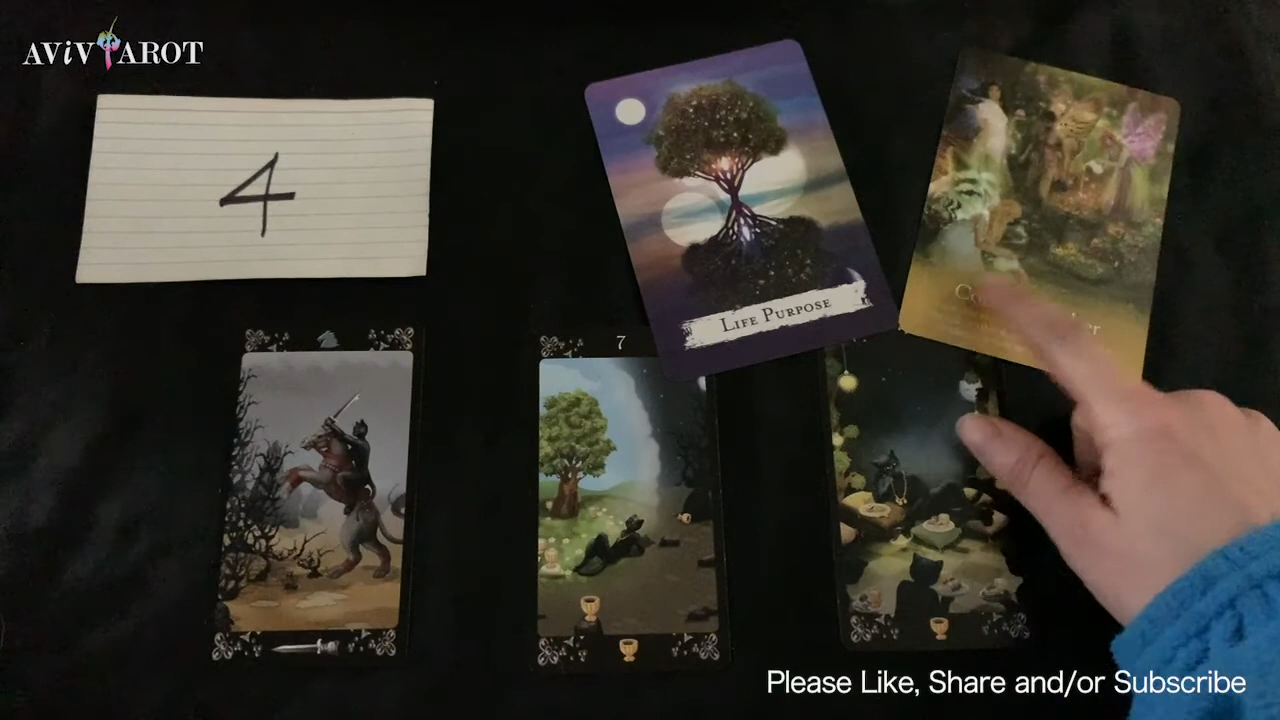 AViV TAROT
4
LIFE PURPOSE
7
Please Like, Share and/or Subscribe